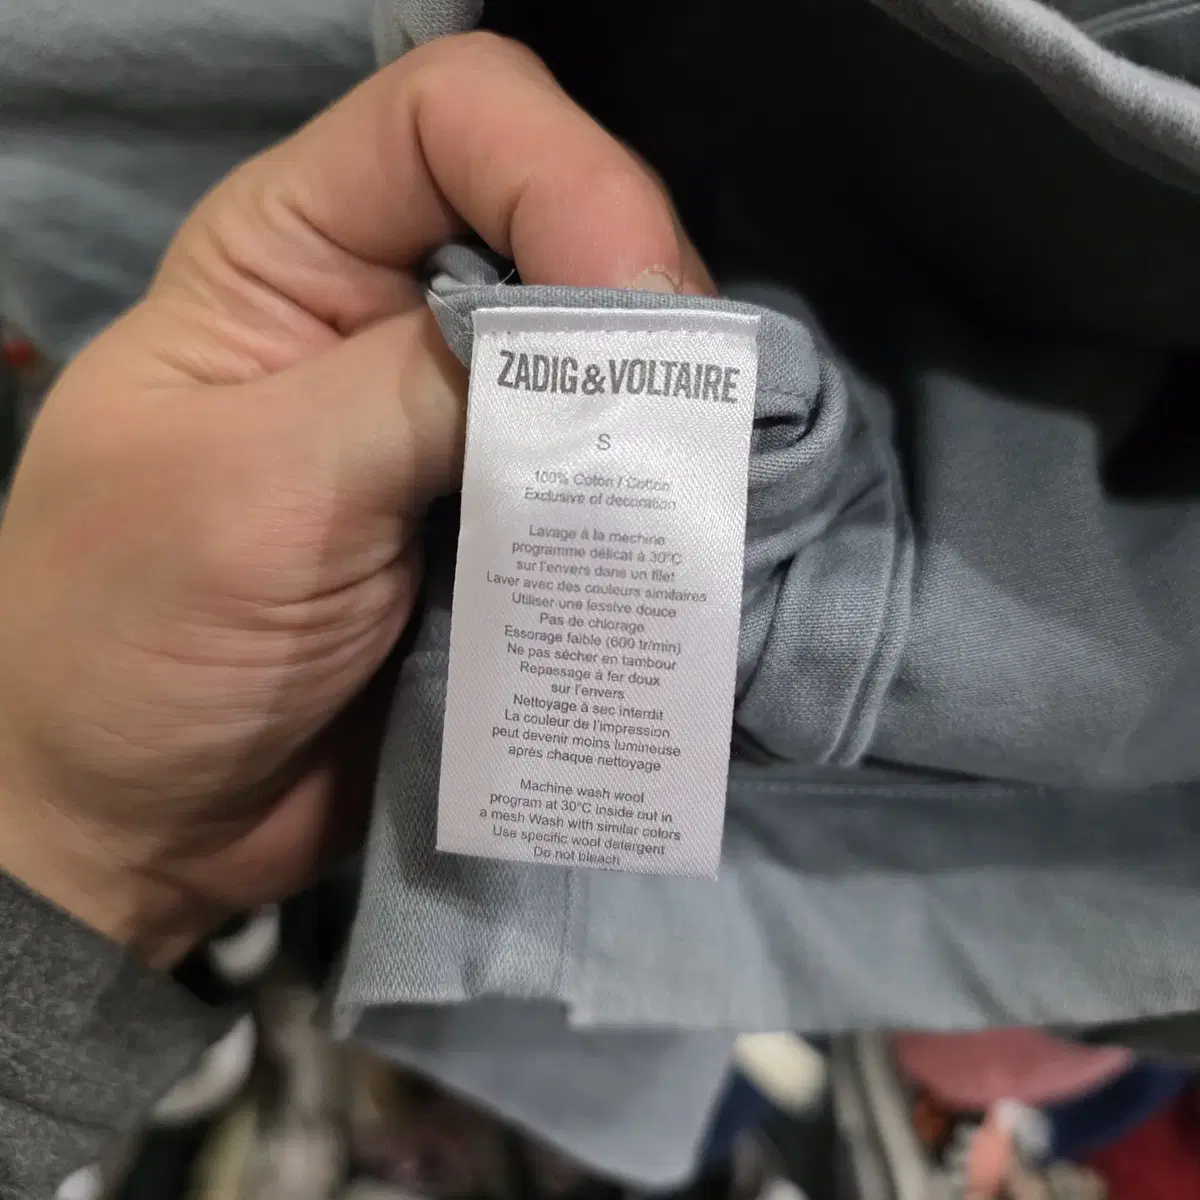 ZADIG&VOLTAIRE
S
100% Coton / Cotton
Exclusive of decoration
Lavage à la machine
programme délicat à 30°C
sur l'envers dans un filet
Laver avec des couleurs similaires
Utiliser une lessive douce
Pas de chlorage
Essorage faible (600 tr/min)
Ne pas sécher en tambour
Repassage à fer doux
sur l'envers
Nettoyage à sec interdit
La couleur de l'impression
peut devenir moins lumineuse
après chaque nettoyage
Machine wash wool
program at 30°C inside out in
a mesh Wash with similar colors
Use specific wool detergent
Do not bleach